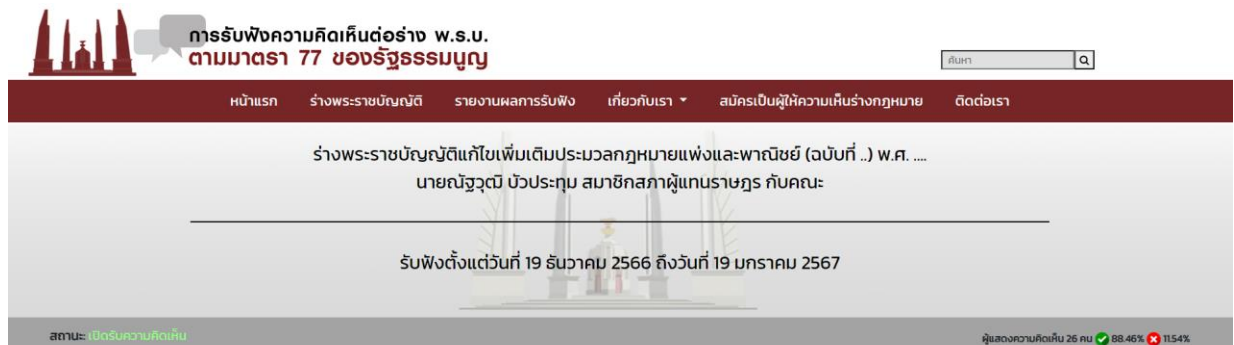 การรับฟังความคิดเห็นต่อร่าง พ.ร.บ.
ตามมาตรา 77 ของรัฐธรรมนูญ
ค้นหา
หน้าแรก ร่างพระราชบัญญัติ รายงานผลการรับฟัง เกี่ยวกับเรา สมัครเป็นผู้ให้ความเห็นร่างกฎหมาย ติดต่อเรา
ร่างพระราชบัญญัติแก้ไขเพิ่มเติมประมวลกฎหมายแพ่งและพาณิชย์ (ฉบับที่ ..) พ.ศ. ....
นายณัฐวุฒิ บัวประทุม สมาชิกสภาผู้แทนราษฎร กับคณะ
รับฟังตั้งแต่วันที่ 19 ธันวาคม 2566 ถึงวันที่ 19 มกราคม 2567
สถานะ: เปิดรับความคิดเห็น
ผู้แสดงความคิดเห็น 26 คน 88.46% 11.54%